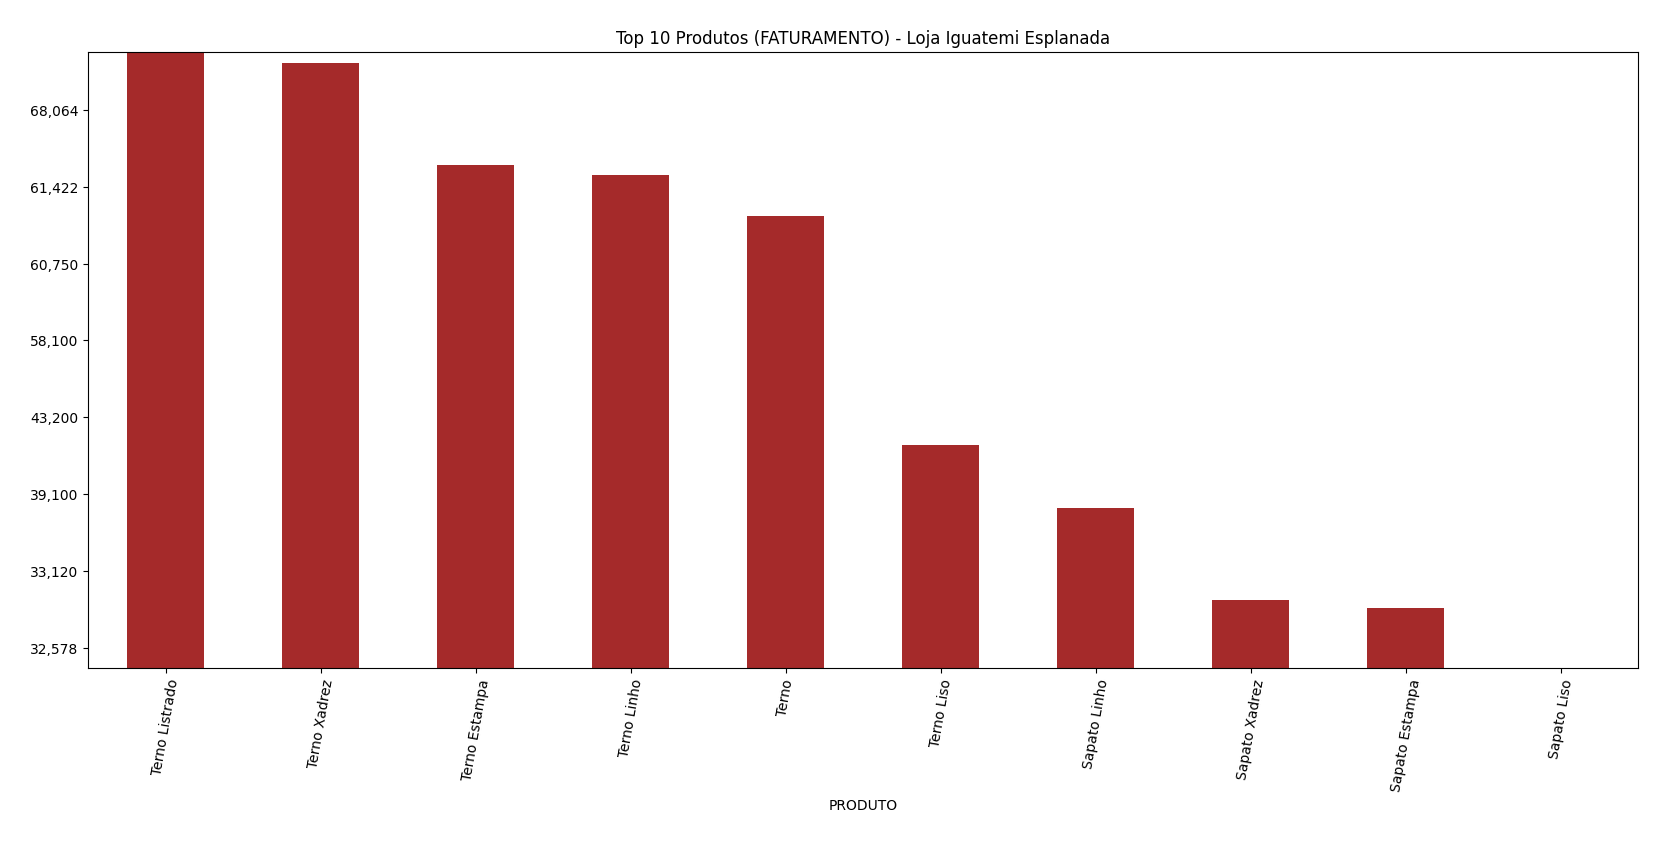 Top 10 Produtos (FATURAMENTO) - Loja Iguatemi Esplanada
68,064
61,422
60,750
58,100
43,200
39,100
33,120
32,578
Terno Listrado
Terno Xadrez
Terno Estampa
Terno Linho
Terno
Terno Liso
Sapato Linho
Sapato Xadrez
Sapato Estampa
Sapato Liso
PRODUTO